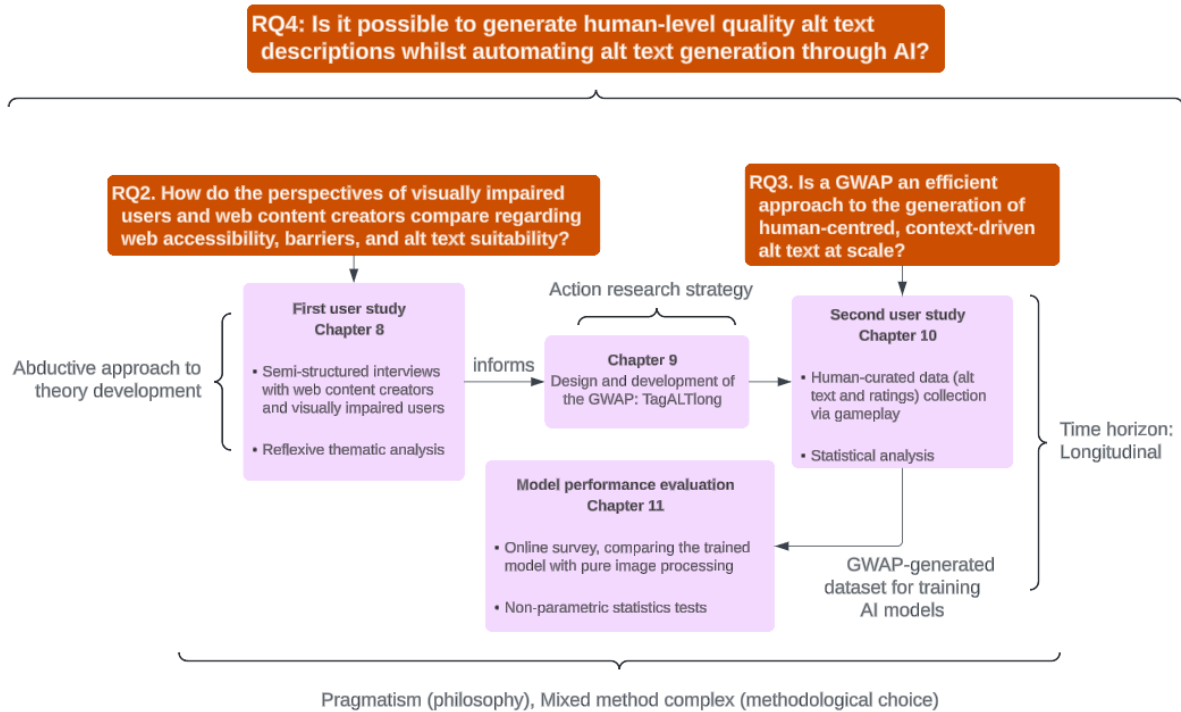 RQ4: Is it possible to generate human-level quality alt text
descriptions whilst automating alt text generation through AI?
RQ2. How do the perspectives of visually impaired
users and web content creators compare regarding
web accessibility, barriers, and alt text suitability?
RQ3. Is a GWAP an efficient
approach to the generation of
human-centred, context-driven
alt text at scale?
Abductive approach to
theory development
First user study
Chapter 8
• Semi-structured interviews
with web content creators
and visually impaired users
• Reflexive thematic analysis
informs
Action research strategy
Chapter 9
Design and development of
the GWAP: TagALTlong
Second user study
Chapter 10
• Human-curated data (alt
text and ratings) collection
via gameplay
• Statistical analysis
Time horizon:
Longitudinal
Model performance evaluation
Chapter 11
• Online survey, comparing the trained
model with pure image processing
• Non-parametric statistics tests
GWAP-generated
dataset for training
AI models
Pragmatism (philosophy), Mixed method complex (methodological choice)